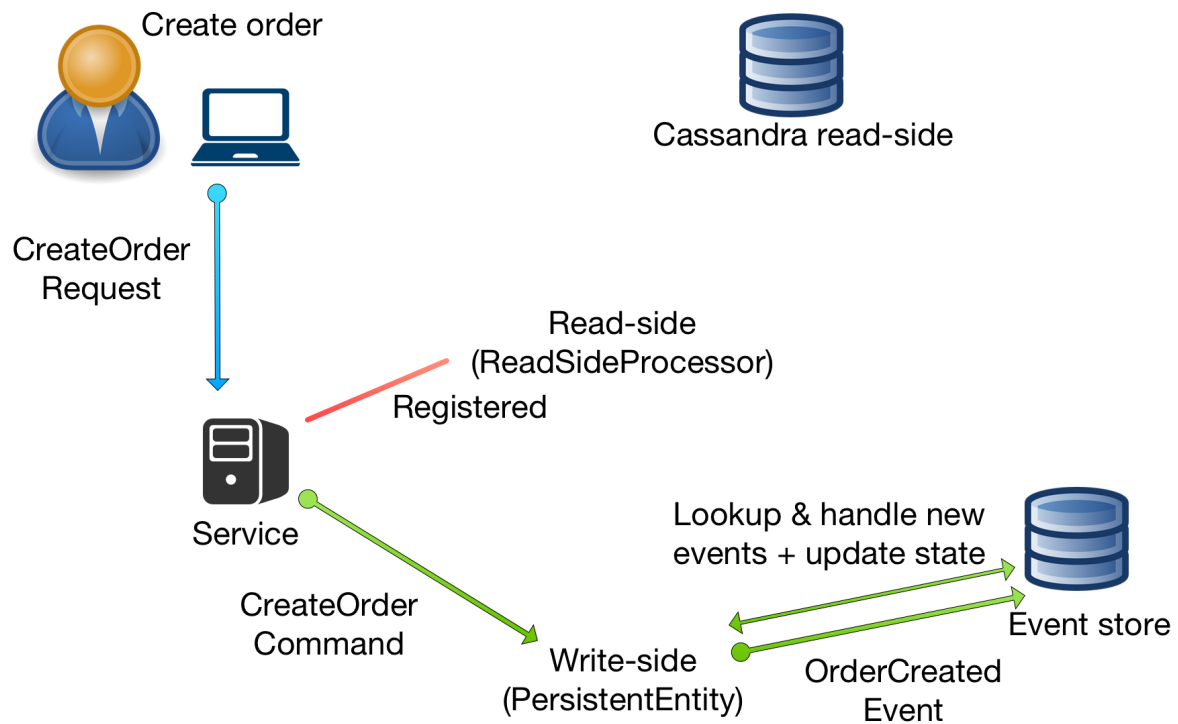 Create order
Cassandra read-side
CreateOrder
Request
Read-side
(ReadSideProcessor)
Registered
Service
Lookup & handle new
events + update state
CreateOrder
Command
Event store
Write-side
(PersistentEntity)
OrderCreated
Event